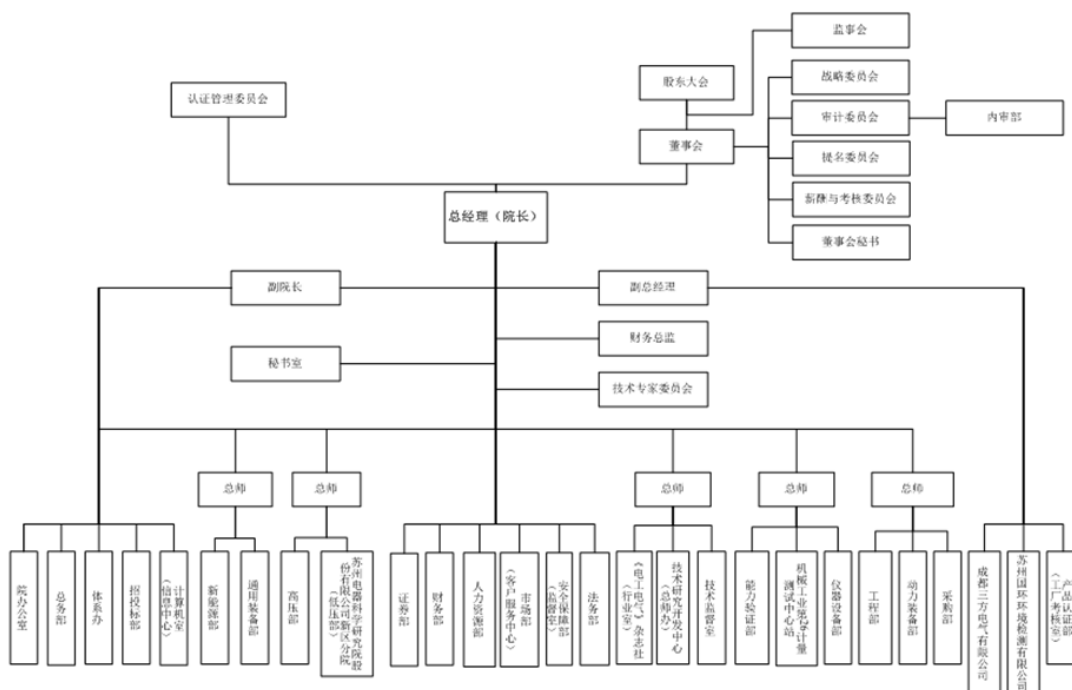 监事会
股东大会
战略委员会
认证管理委员会
审计委员会
内审部
董事会
提名委员会
薪酬与考核委员会
总经理（院长）
董事会秘书
副院长
副总经理
财务总监
秘书室
技术专家委员会
总师
总师
总师
总师
总师
院办公室
总务部
体系办
招投标部
计算机室
（信息中心）
新能源部
通用装备部
高压部
苏州电器科学研究院股
份有限公司新区分院
（低压部）
证券部
财务部
人力资源部
市场部
（客户服务中心）
安全保障部
（监督室）
法务部
《电工电气》杂志社
（行业室）
技术研究开发中心
（总师办）
技术监督室
能力验证部
机械工业第 计量
测试中心站
仪器设备部
工程部
动力装备部
采购部
成都三方电气有限公司
苏州国环环境检测有限公司
产品认证部
（工厂考核室）